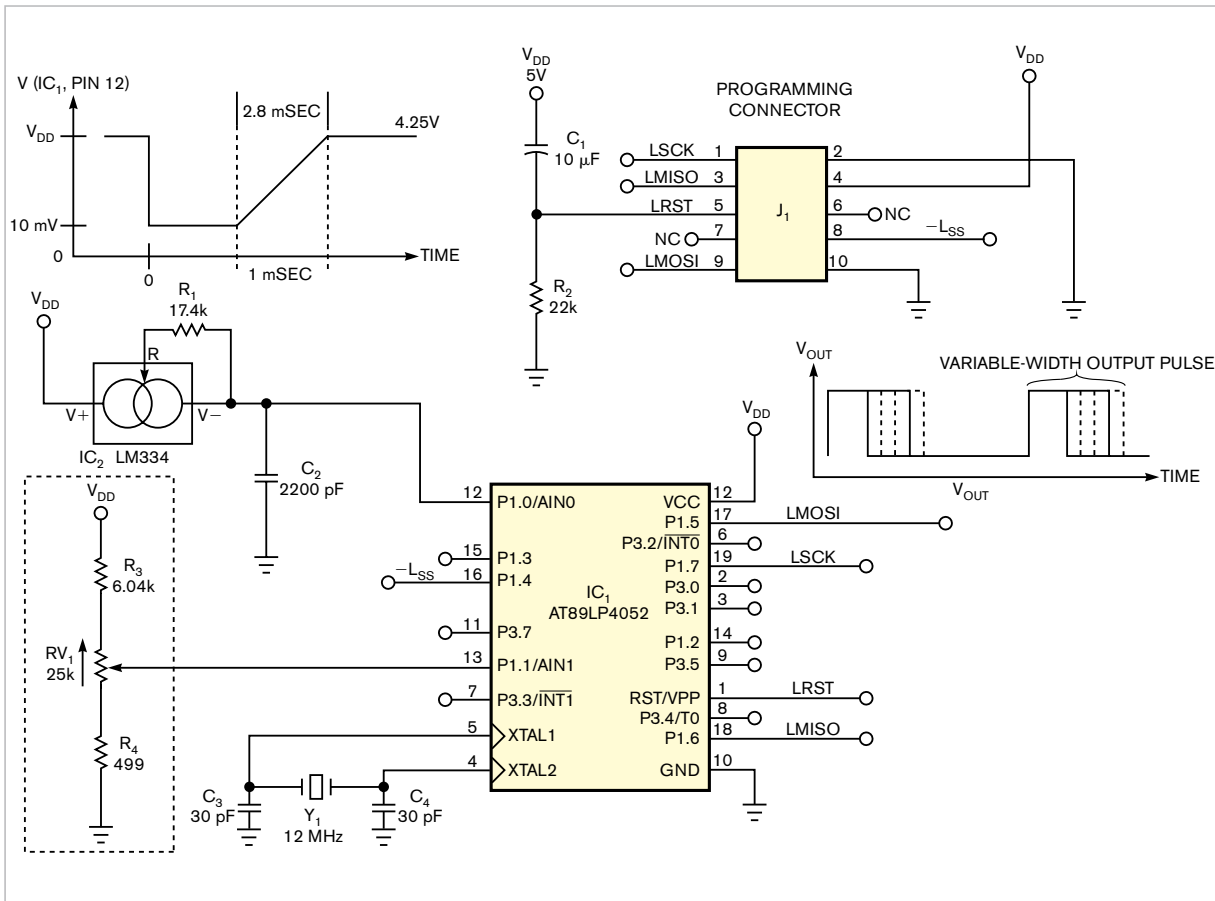 V (IC1, PIN 12)
VDD
10 mV
0
2.8 mSEC
4.25V
TIME
0
1 mSEC
VDD
5V
C1
10 µF
LRST
R2
22k
PROGRAMMING
CONNECTOR
VDD
LSCK 1
LMISO 3
5
NC 7
LMOSI 9
J1
2
4
6 NC
8 −LSS
10
VDD
R1
17.4k
R
V+
V−
IC2 LM334
C2
2200 pF
VOUT
VARIABLE-WIDTH OUTPUT PULSE
TIME
VOUT
VDD
R3
6.04k
RV1
25k
R4
499
VDD
12 P1.0/AIN0
15 P1.3
−LSS 16 P1.4
11 P3.7
13 P1.1/AIN1
7 P3.3/INT1
5 XTAL1
4 XTAL2
IC1
AT89LP4052
VCC 12
P1.5 17 LMOSI
P3.2/INT0 6
P1.7 19 LSCK
P3.0 2
P3.1 3
P1.2 14
P3.5 9
RST/VPP 1 LRST
P3.4/T0 8
P1.6 18 LMISO
GND 10
C3
30 pF
Y1
12 MHz
C4
30 pF